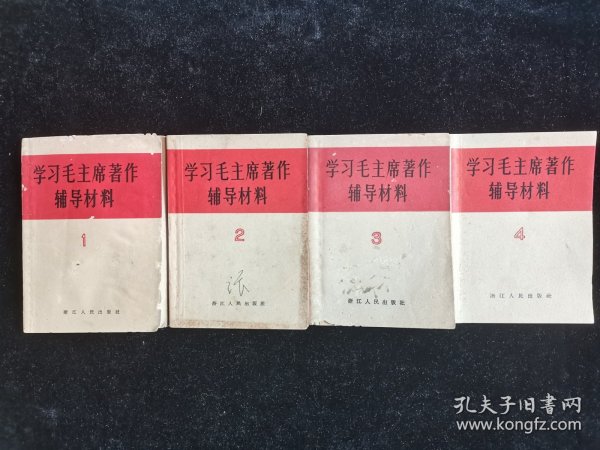 学习毛主席著作
辅导材料
1
浙江人民出版社
学习毛主席著作
辅导材料
2
张
浙江人民出版社
学习毛主席著作
辅导材料
3
浙江人民出版社
学习毛主席著作
辅导材料
4
浙江人民出版社
孔夫子旧书网
www.kongfz.com